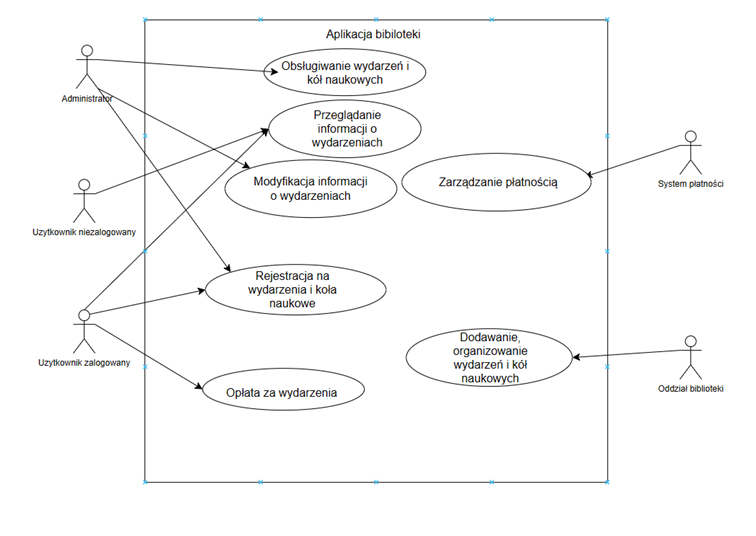 Aplikacja bibiloteki
Obsługiwanie wydarzeń i
kół naukowych
Administrator
Przeglądanie
informacji o
wydarzeniach
Modyfikacja informacji
o wydarzeniach
Zarządzanie płatnością
System płatności
Uzytkownik niezalogowany
Rejestracja na
wydarzenia i koła
naukowe
Uzytkownik zalogowany
Dodawanie,
organizowanie
wydarzeń i kół
naukowych
Oddział biblioteki
Opłata za wydarzenia